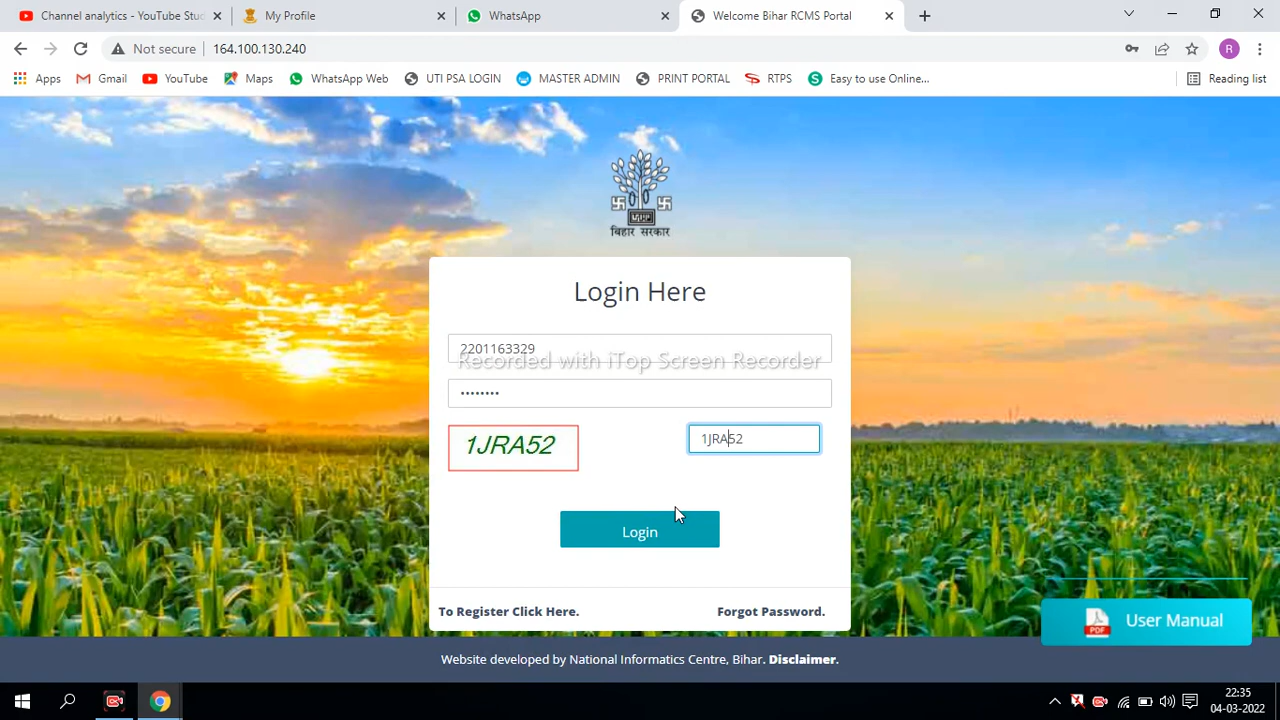 Channel analytics - YouTube Stud
My Profile
WhatsApp
Welcome Bihar RCMS Portal
Not secure
164.100.130.240
R
Apps
Gmail
YouTube
Maps
WhatsApp Web
UTI PSA LOGIN
MASTER ADMIN
PRINT PORTAL
RTPS
Easy to use Online...
Reading list
बिहार सरकार
Login Here
2201163329
Recorded with iTop Screen Recorder
••••••••
1JRA52
1JRA52
Login
To Register Click Here.
Forgot Password.
PDF
User Manual
Website developed by National Informatics Centre, Bihar. Disclaimer.
22:35
04-03-2022